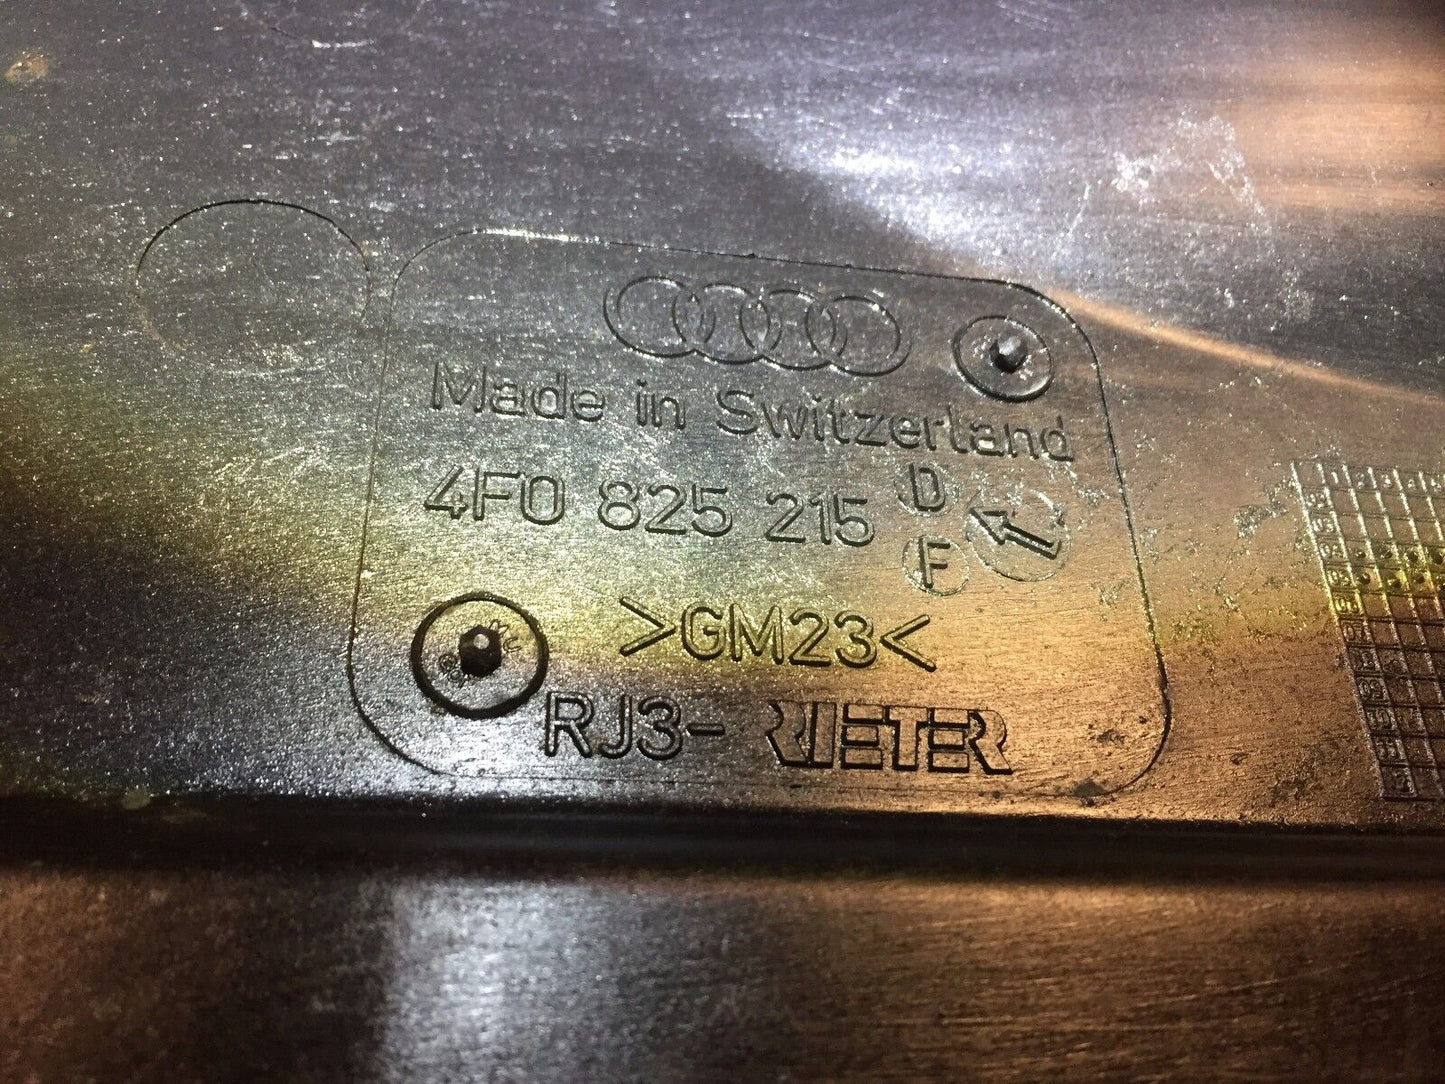 Made in Switzerland
4F0 825 215 D
F
>GM23<
RJ3- RIETER